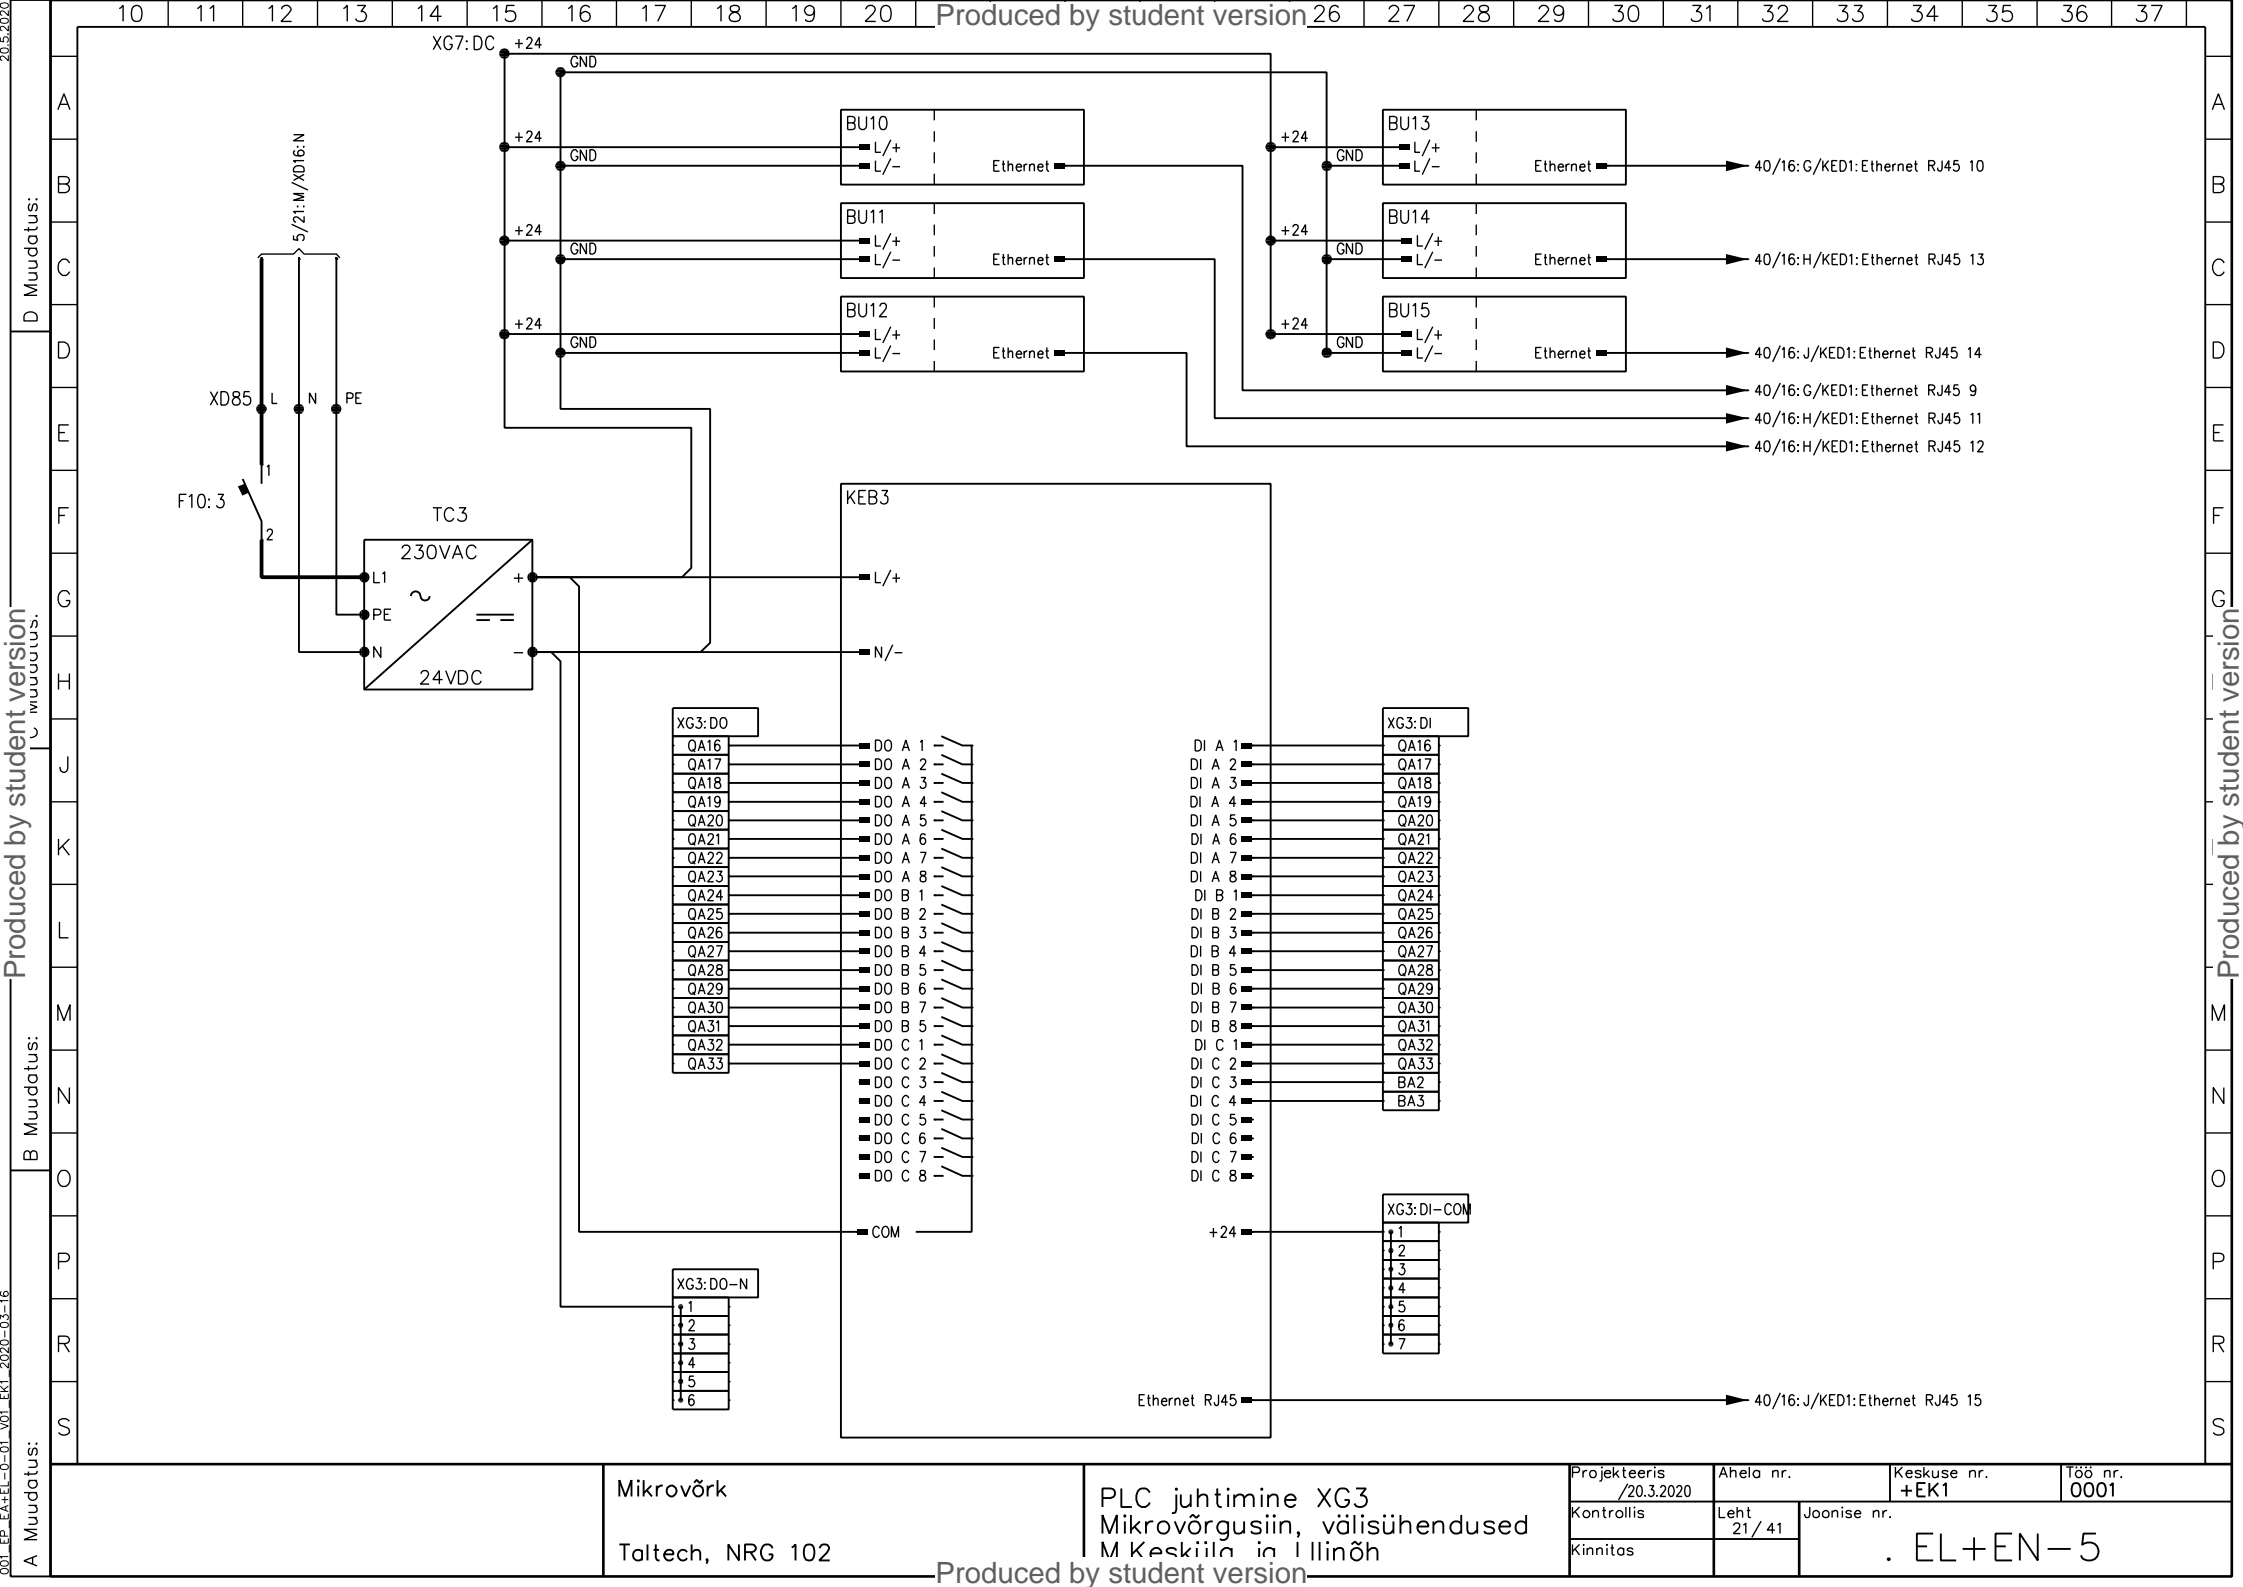 10 11 12 13 14 15 16 17 18 19 20 Produced by student version 26 27 28 29 30 31 32 33 34 35 36 37
20.5.2020
XG7:DC +24
GND
A A
BU10
+24 L/+
GND L/-
Ethernet
BU13
+24 L/+
GND L/-
Ethernet 40/16:G/KED1:Ethernet RJ45 10
5/21:M/XD16:N
B B
BU11
+24 L/+
GND L/-
Ethernet
BU14
+24 L/+
GND L/-
Ethernet 40/16:H/KED1:Ethernet RJ45 13
C C
BU12
+24 L/+
GND L/-
Ethernet
BU15
+24 L/+
GND L/-
Ethernet 40/16:J/KED1:Ethernet RJ45 14
D D
40/16:G/KED1:Ethernet RJ45 9
40/16:H/KED1:Ethernet RJ45 11
40/16:H/KED1:Ethernet RJ45 12
XD85 L N PE
E E
1
F10:3
2
F F
TC3
230VAC
L1 +
PE
N -
24VDC
G G
H
KEB3
L/+
N/-
XG3:DO XG3:DI
QA16 DO A 1 DI A 1 QA16
QA17 DO A 2 DI A 2 QA17
QA18 DO A 3 DI A 3 QA18
QA19 DO A 4 DI A 4 QA19
QA20 DO A 5 DI A 5 QA20
QA21 DO A 6 DI A 6 QA21
QA22 DO A 7 DI A 7 QA22
QA23 DO A 8 DI A 8 QA23
QA24 DO B 1 DI B 1 QA24
QA25 DO B 2 DI B 2 QA25
QA26 DO B 3 DI B 3 QA26
QA27 DO B 4 DI B 4 QA27
QA28 DO B 5 DI B 5 QA28
QA29 DO B 6 DI B 6 QA29
QA30 DO B 7 DI B 7 QA30
QA31 DO B 5 DI B 8 QA31
QA32 DO C 1 DI C 1 QA32
QA33 DO C 2 DI C 2 QA33
DO C 3 DI C 3 BA2
DO C 4 DI C 4 BA3
DO C 5 DI C 5
DO C 6 DI C 6
DO C 7 DI C 7
DO C 8 DI C 8
J
K
L
M M
N N
O O
P P
R R
S S
COM +24
XG3:DI-COM
1
2
3
4
5
6
7
XG3:DO-N
1
2
3
4
5
6
Ethernet RJ45 40/16:J/KED1:Ethernet RJ45 15
D Muudatus:
C Muudatus:
B Muudatus:
A Muudatus:
Produced by student version
Produced by student version
001_EP_EA+EL-0-01_V01_EK1_2020-03-16
Mikrovõrk
Taltech, NRG 102
PLC juhtimine XG3
Mikrovõrgusiin, välisühendused
M.Kesküla ja I.Ilinõh
Projekteeris
/20.3.2020
Kontrollis
Kinnitas
Ahela nr.
Keskuse nr.
+EK1
Töö nr.
0001
Leht
21/41
Joonise nr.
. EL+EN-5
Produced by student version